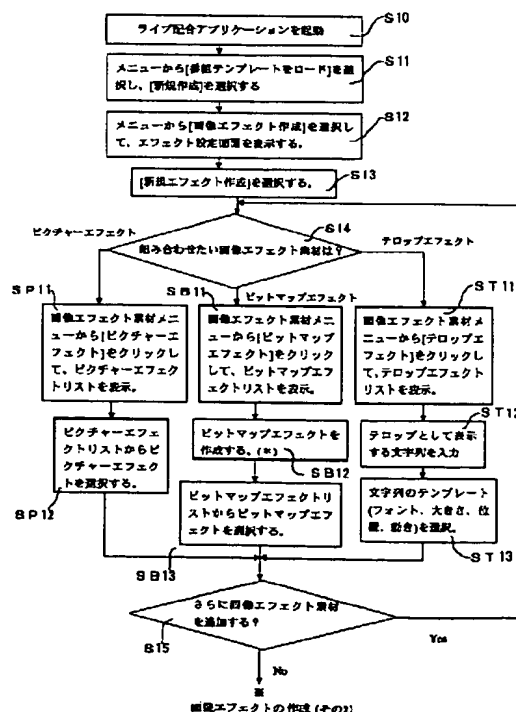 S10
ライブ配合アプリケーションを起動
S11
メニューから[番組テンプレートをロード]を選
択し、[新規作成]を選択する
S12
メニューから[画像エフェクト作成]を選択し
て、エフェクト設定画面を表示する。
S13
[新規エフェクト作成]を選択する。
S14
ピクチャーエフェクト
組み合わせたい画像エフェクト素材は?
テロップエフェクト
ビットマップエフェクト
SP11
画像エフェクト素材メニ
ューから[ピクチャーエ
フェクト]をクリックし
て、ピクチャーエフェク
トリストを表示。
SB11
画像エフェクト素材メニ
ューから[ビットマップ
エフェクト]をクリック
して、ビットマップエフ
ェクトリストを表示。
ST11
画像エフェクト素材メニ
ューから[テロップエフ
ェクト]をクリックし
て,テロップエフェクト
リストを表示。
SP12
ピクチャーエフェ
クトリストからピ
クチャーエフェク
トを選択する。
ビットマップエフェクトを
作成する。(*)
SB12
ビットマップエフェクトリ
ストからビットマップエフ
ェクトを選択する。
SB13
ST12
テロップとして表示
する文字列を入力
文字列のテンプレート
(フォント、大きさ、位
置、動き)を選択。
ST13
さらに画像エフェクト素材
を追加する?
S15
Yes
No
※
画像エフェクトの作成(その2)